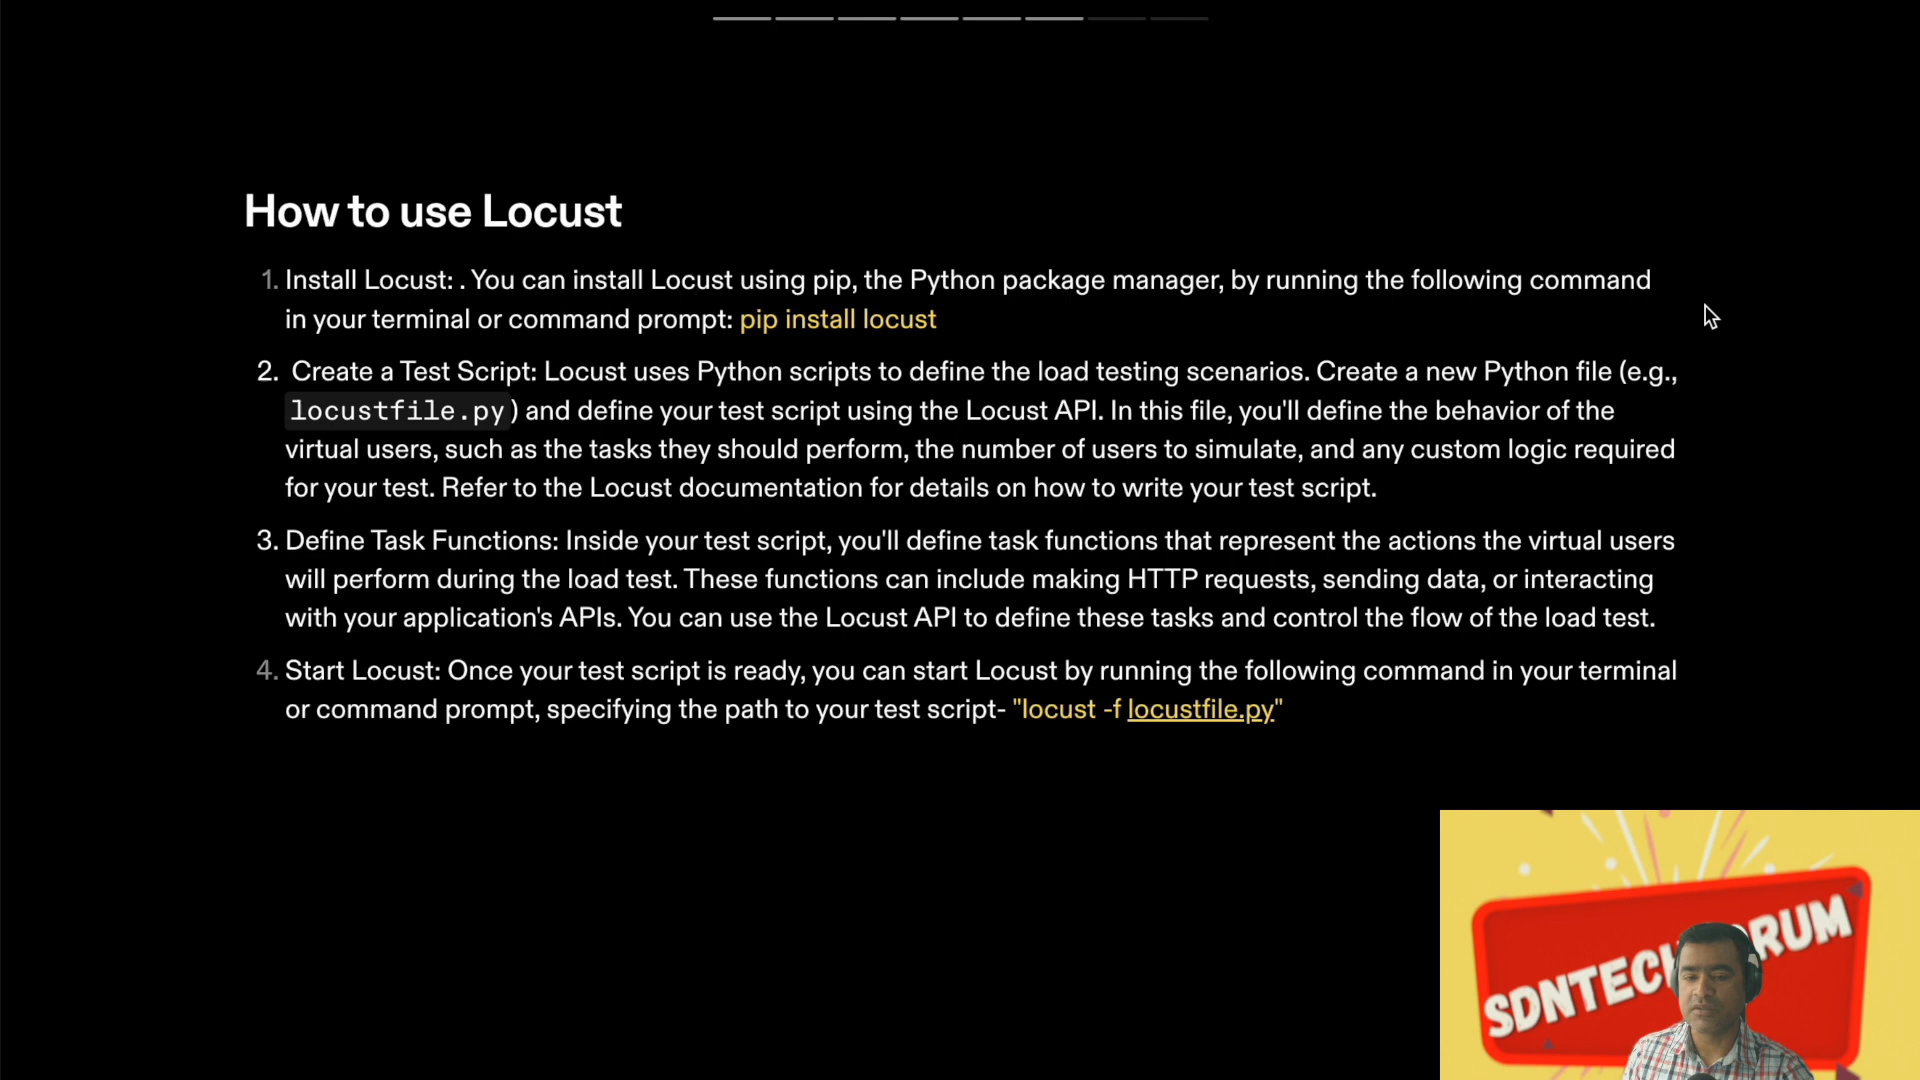 How to use Locust
1. Install Locust: . You can install Locust using pip, the Python package manager, by running the following command
in your terminal or command prompt: pip install locust
2. Create a Test Script: Locust uses Python scripts to define the load testing scenarios. Create a new Python file (e.g.,
locustfile.py) and define your test script using the Locust API. In this file, you'll define the behavior of the
virtual users, such as the tasks they should perform, the number of users to simulate, and any custom logic required
for your test. Refer to the Locust documentation for details on how to write your test script.
3. Define Task Functions: Inside your test script, you'll define task functions that represent the actions the virtual users
will perform during the load test. These functions can include making HTTP requests, sending data, or interacting
with your application's APIs. You can use the Locust API to define these tasks and control the flow of the load test.
4. Start Locust: Once your test script is ready, you can start Locust by running the following command in your terminal
or command prompt, specifying the path to your test script- "locust -f locustfile.py"